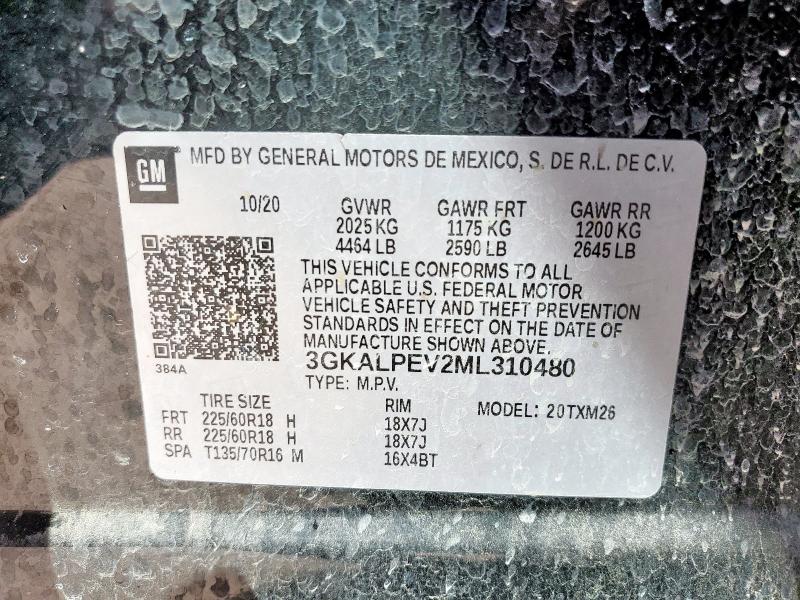 GM
MFD BY GENERAL MOTORS DE MEXICO, S. DE R.L. DE C.V.
10/20 GVWR GAWR FRT GAWR RR
2025 KG 1175 KG 1200 KG
4464 LB 2590 LB 2645 LB
THIS VEHICLE CONFORMS TO ALL
APPLICABLE U.S. FEDERAL MOTOR
VEHICLE SAFETY AND THEFT PREVENTION
STANDARDS IN EFFECT ON THE DATE OF
MANUFACTURE SHOWN ABOVE.
3GKALPEV2ML310480
384A
TYPE: M.P.V.
TIRE SIZE RIM MODEL: 20TXM26
FRT 225/60R18 H 18X7J
RR 225/60R18 H 18X7J
SPA T135/70R16 M 16X4BT